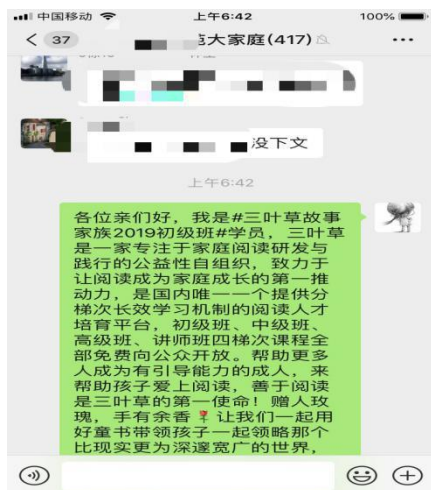 中国移动
上午6:42
100%
37
大家庭(417)
没下文
上午6:42
各位亲们好，我是#三叶草故事
家族2019初级班#学员，三叶草
是一家专注于家庭阅读研发与
践行的公益性自组织，致力于
让阅读成为家庭成长的第一推
动力，是国内唯一一个提供分
梯次长效学习机制的阅读人才
培育平台，初级班、中级班、
高级班、讲师班四梯次课程全
部免费向公众开放。帮助更多
人成为有引导能力的成人，来
帮助孩子爱上阅读，善于阅读
是三叶草的第一使命！赠人玫
瑰，手有余香🌹让我们一起用
好童书带领孩子一起领略那个
比现实更为深邃宽广的世界，